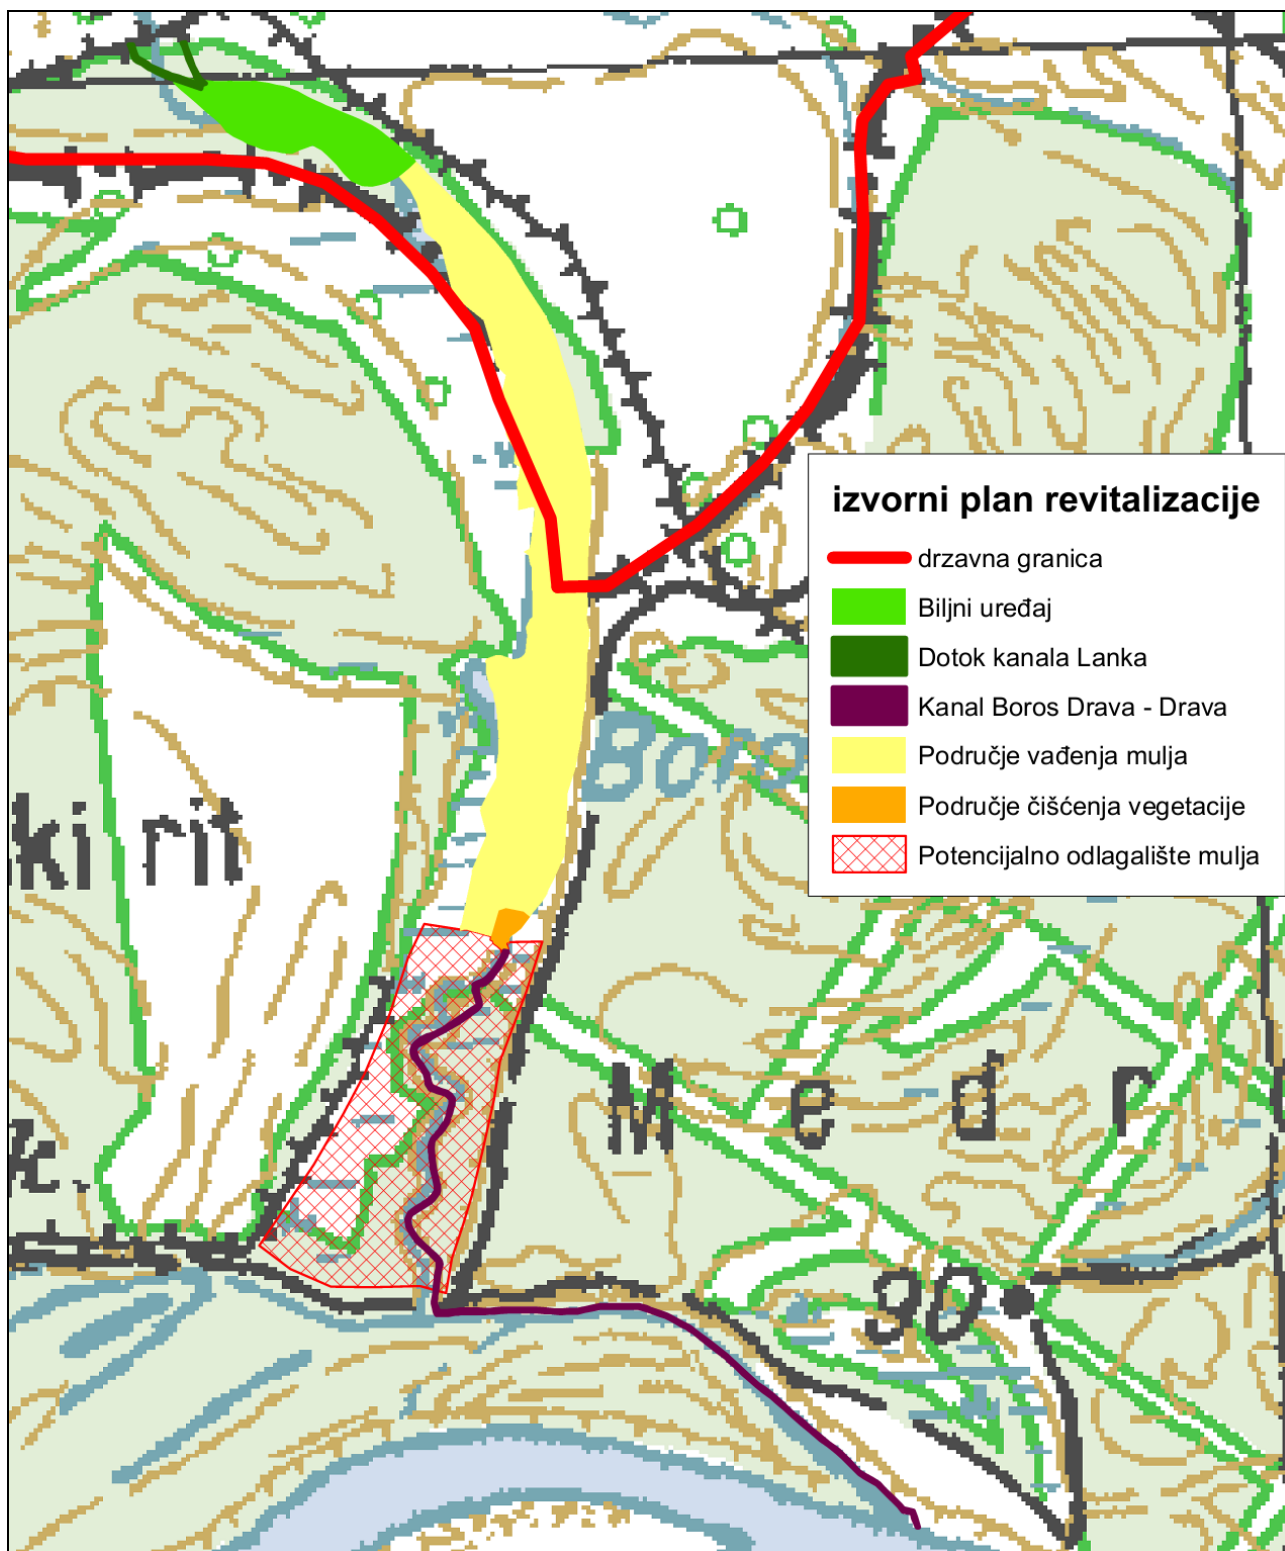 izvorni plan revitalizacije
drzavna granica
Biljni uređaj
Dotok kanala Lanka
Kanal Boros Drava - Drava
Područje vađenja mulja
Područje čišćenja vegetacije
Potencijalno odlagalište mulja
ki rit
k.
M e d r
90